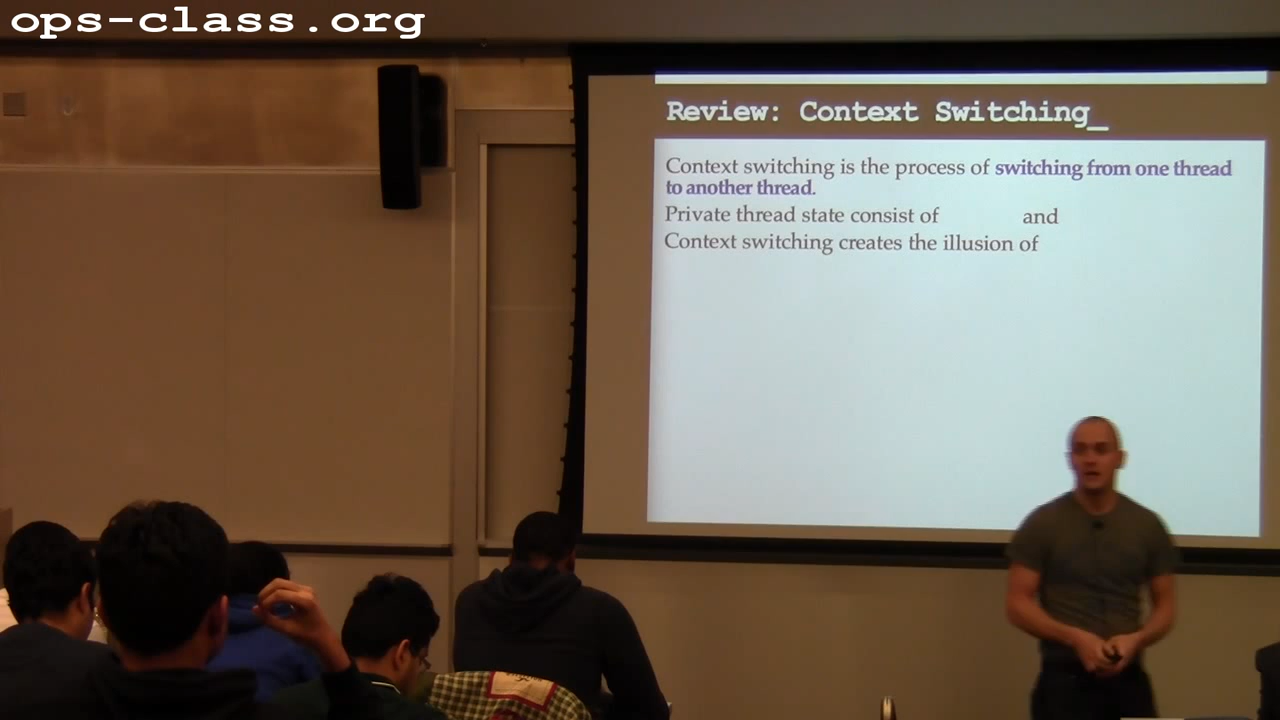 ops-class.org
Review: Context Switching_
Context switching is the process of switching from one thread
to another thread.
Private thread state consist of and
Context switching creates the illusion of